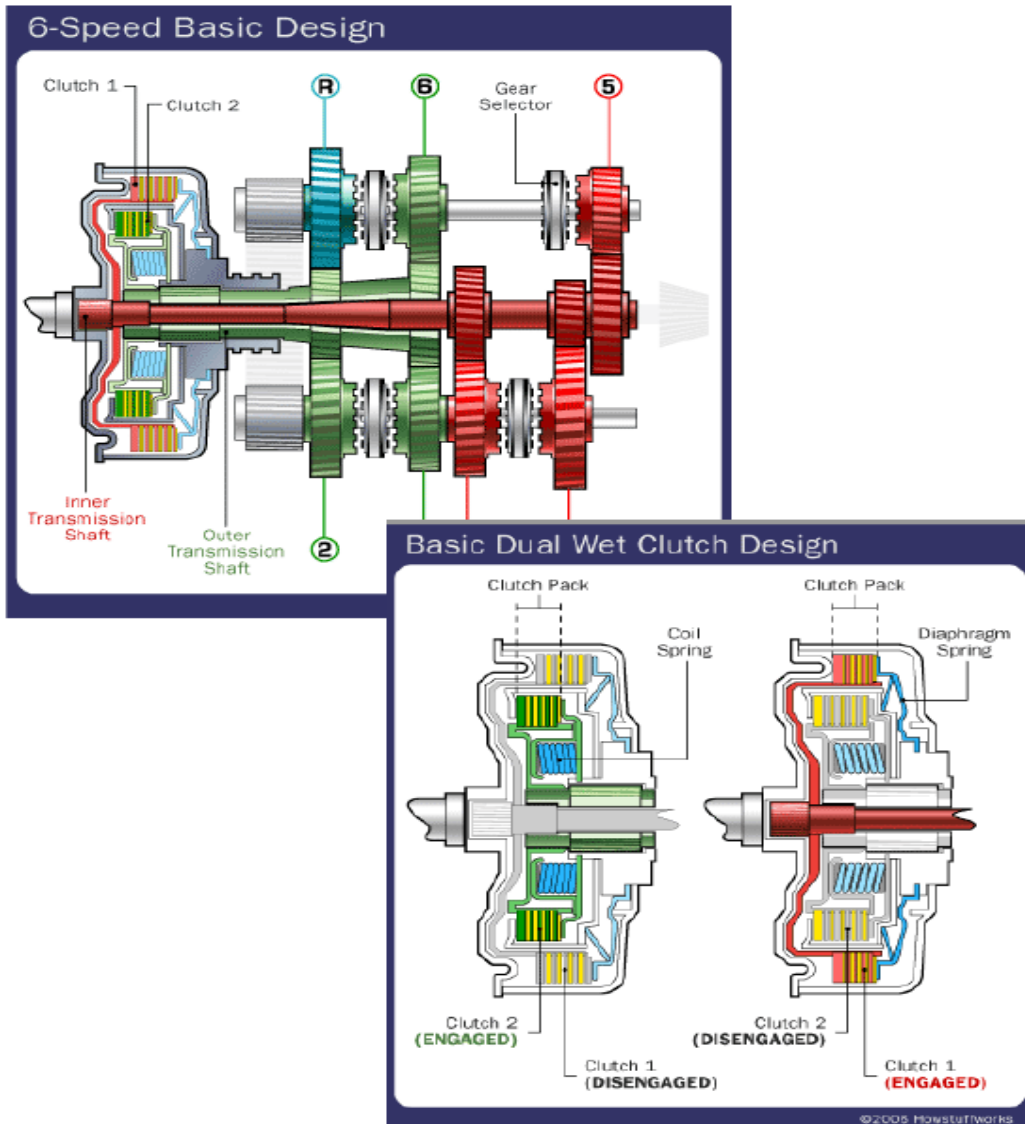 6-Speed Basic Design
Clutch 1
Clutch 2
R
6
Gear
Selector
5
Inner
Transmission
Shaft
Outer
Transmission
Shaft
2
Basic Dual Wet Clutch Design
Clutch Pack
Clutch Pack
Coil
Spring
Diaphragm
Spring
Clutch 2
(ENGAGED)
Clutch 1
(DISENGAGED)
Clutch 2
(DISENGAGED)
Clutch 1
(ENGAGED)
©2005 Howstuffworks